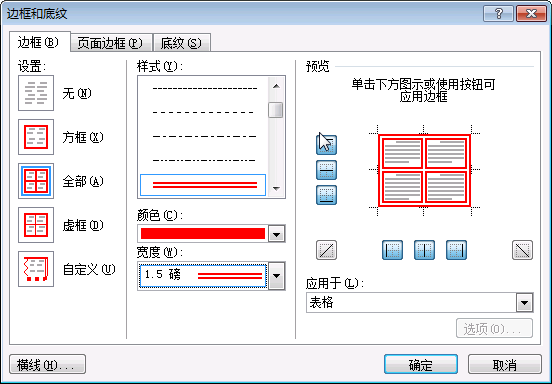 边框和底纹
边框(B)
页面边框(P)
底纹(S)
设置:
无(N)
方框(X)
全部(A)
虚框(D)
自定义(U)
样式(Y):
颜色(C):
宽度(W):
1.5 磅
预览
单击下方图示或使用按钮可
应用边框
应用于(L):
表格
选项(O)...
横线(H)...
确定
取消